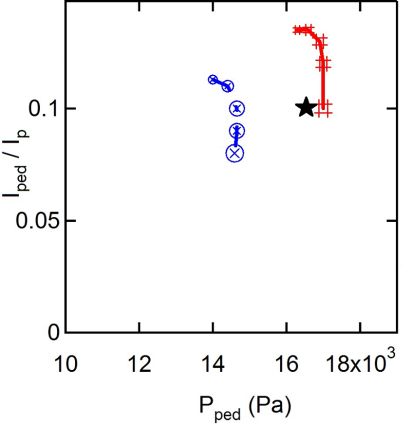 I_ped / I_p
0.1
0.05
0
10 12 14 16 18x10³
P_ped (Pa)